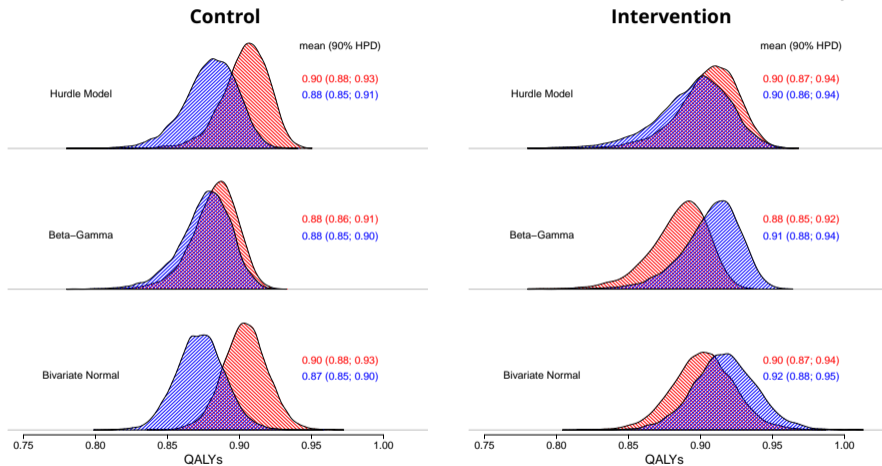 Control
mean (90% HPD)
Hurdle Model
0.90 (0.88; 0.93)
0.88 (0.85; 0.91)
Beta−Gamma
0.88 (0.86; 0.91)
0.88 (0.85; 0.90)
Bivariate Normal
0.90 (0.88; 0.93)
0.87 (0.85; 0.90)
0.75 0.80 0.85 0.90 0.95 1.00
QALYs
Intervention
mean (90% HPD)
Hurdle Model
0.90 (0.87; 0.94)
0.90 (0.86; 0.94)
Beta−Gamma
0.88 (0.85; 0.92)
0.91 (0.88; 0.94)
Bivariate Normal
0.90 (0.87; 0.94)
0.92 (0.88; 0.95)
0.75 0.80 0.85 0.90 0.95 1.00
QALYs